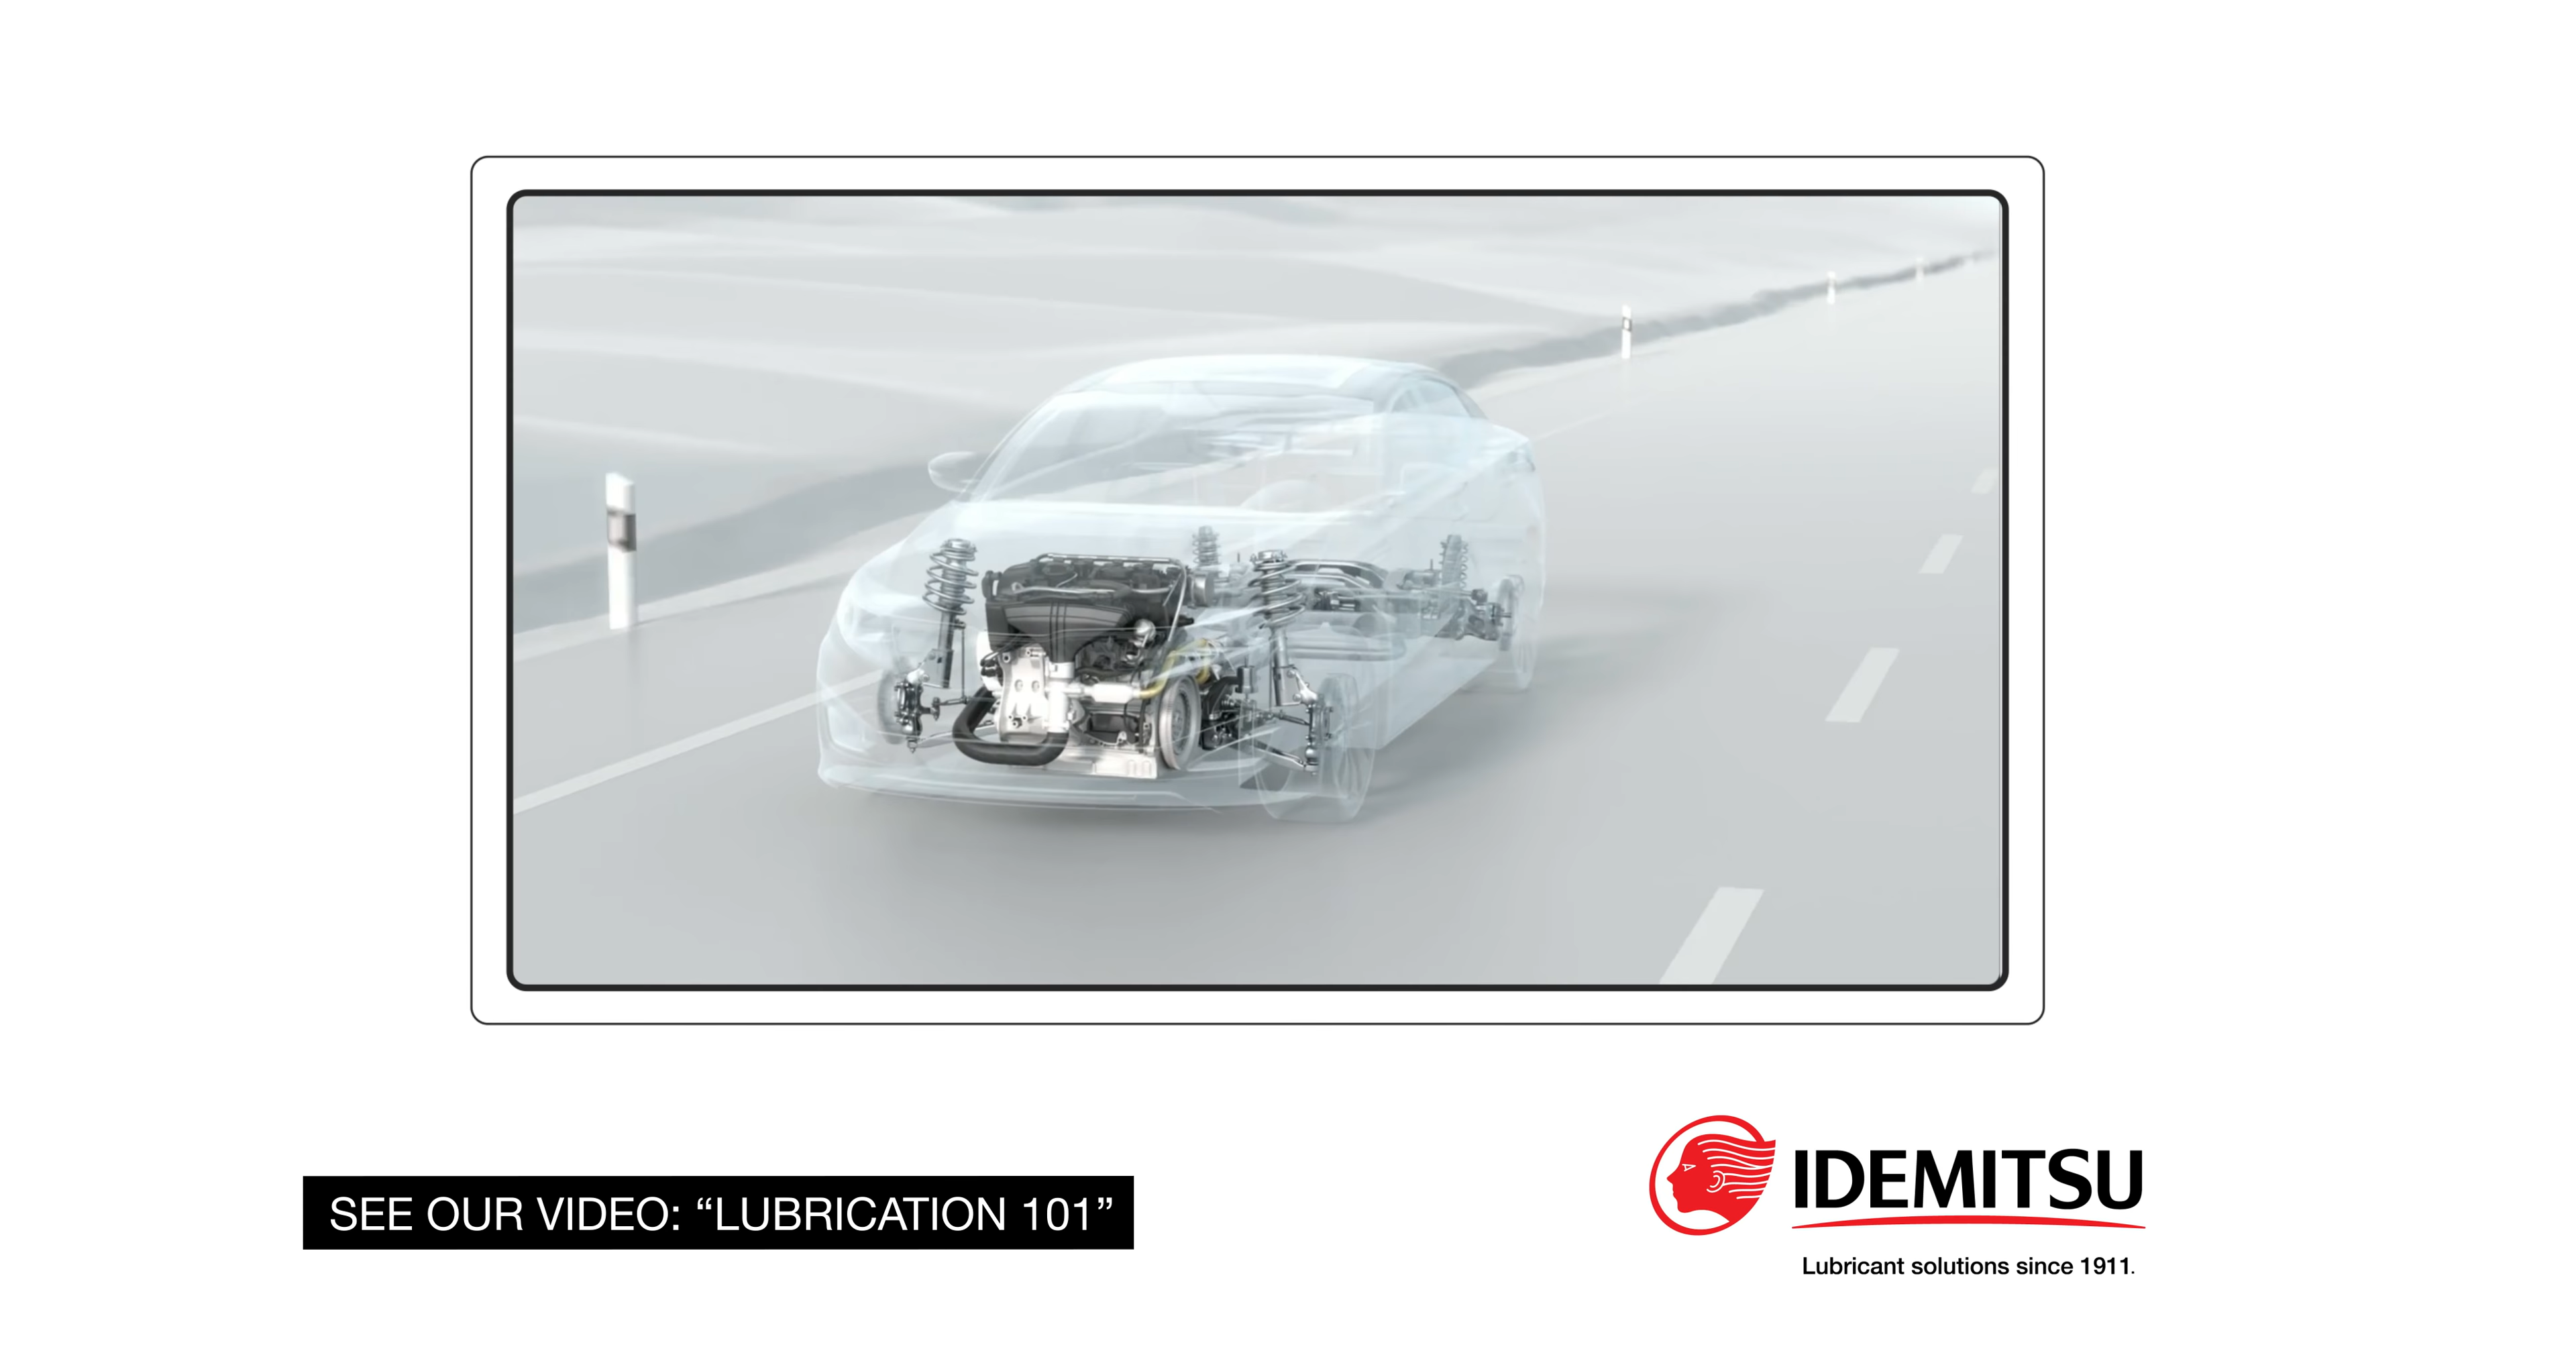 SEE OUR VIDEO: “LUBRICATION 101”
IDEMITSU
Lubricant solutions since 1911.